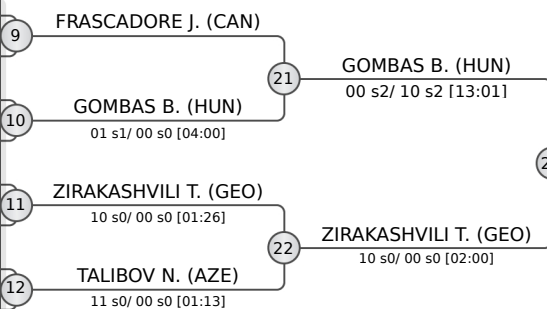 FRASCADORE J. (CAN)
9
21
GOMBAS B. (HUN)
00 s2/ 10 s2 [13:01]
GOMBAS B. (HUN)
10
01 s1/ 00 s0 [04:00]
ZIRAKASHVILI T. (GEO)
11
10 s0/ 00 s0 [01:26]
22
ZIRAKASHVILI T. (GEO)
10 s0/ 00 s0 [02:00]
TALIBOV N. (AZE)
12
11 s0/ 00 s0 [01:13]